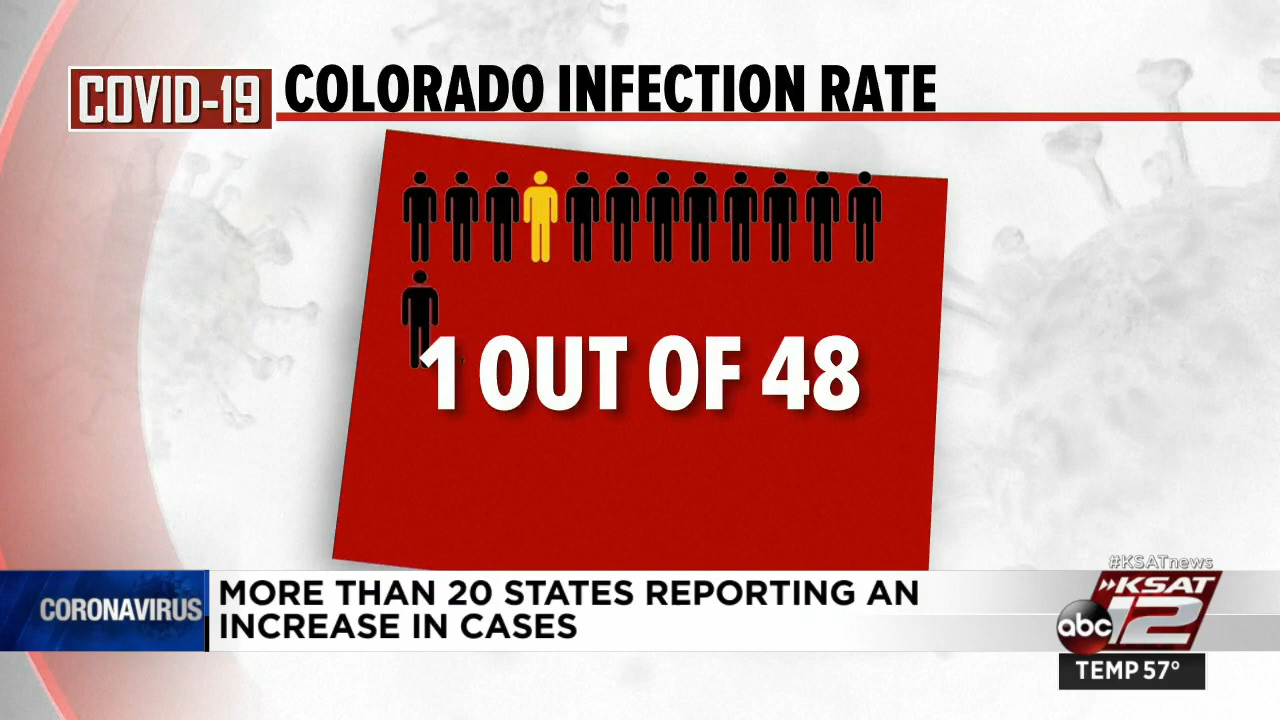 COVID-19 COLORADO INFECTION RATE
1 OUT OF 48
#KSATnews
CORONAVIRUS
MORE THAN 20 STATES REPORTING AN
INCREASE IN CASES
KSAT
abc 12
TEMP 57°